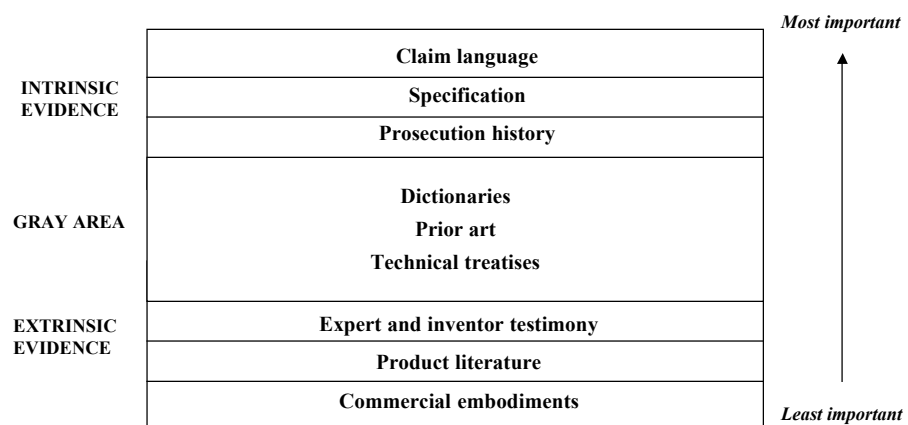 Most important
Claim language
INTRINSIC
EVIDENCE
Specification
Prosecution history
Dictionaries
GRAY AREA
Prior art
Technical treatises
EXTRINSIC
EVIDENCE
Expert and inventor testimony
Product literature
Commercial embodiments
Least important